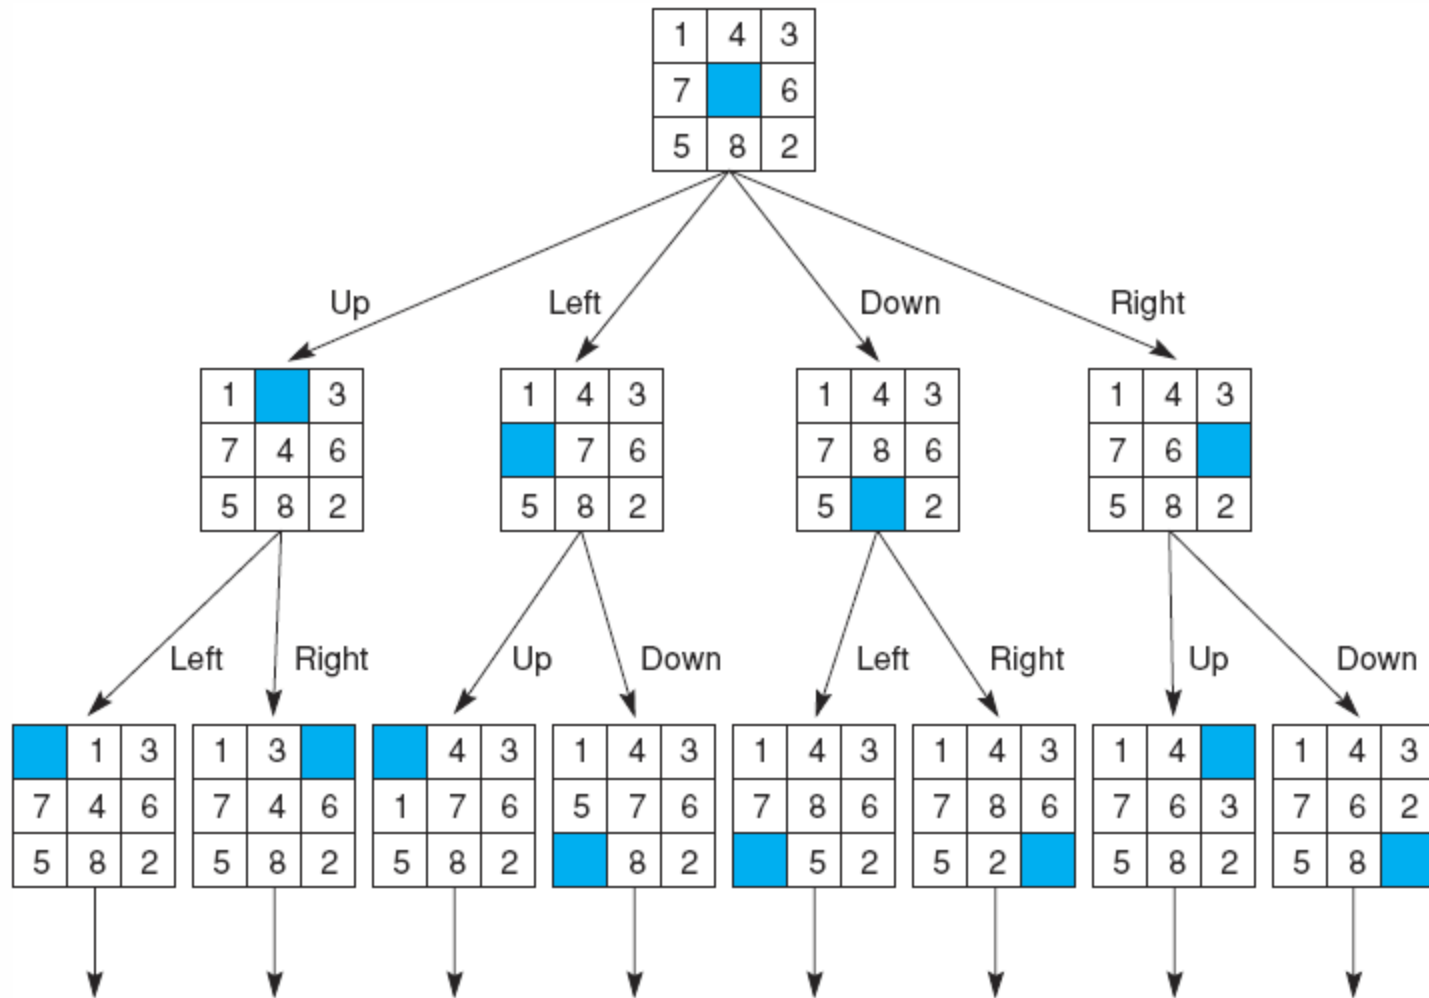 1 4 3
7 6
5 8 2
Up Left Down Right
1 3 1 4 3 1 4 3 1 4 3
7 4 6 7 6 7 8 6 7 6
5 8 2 5 8 2 5 2 5 8 2
Left Right Up Down Left Right Up Down
1 3 1 3 4 3 1 4 3 1 4 3 1 4 3 1 4 1 4 3
7 4 6 7 4 6 1 7 6 5 7 6 7 8 6 7 8 6 7 6 3 7 6 2
5 8 2 5 8 2 5 8 2 8 2 5 2 5 2 5 8 2 5 8